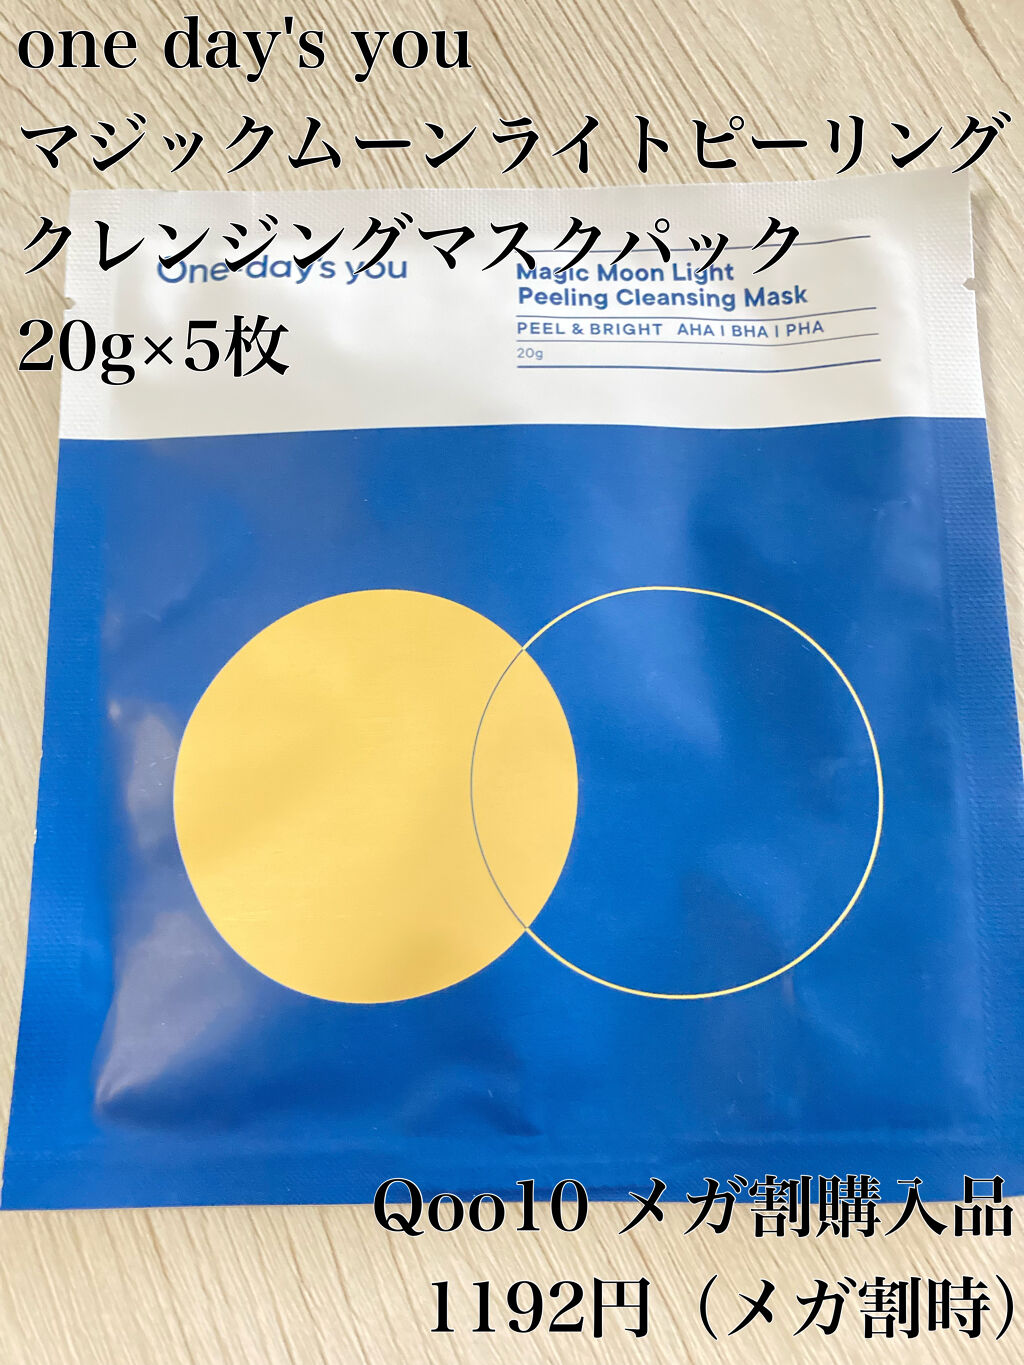 one day's you
マジックムーンライトピーリング
クレンジングマスクパック
20g×5枚
One-day's you
Magic Moon Light
Peeling Cleansing Mask
PEEL & BRIGHT AHA | BHA | PHA
20g
Qoo10 メガ割購入品
1192円（メガ割時）